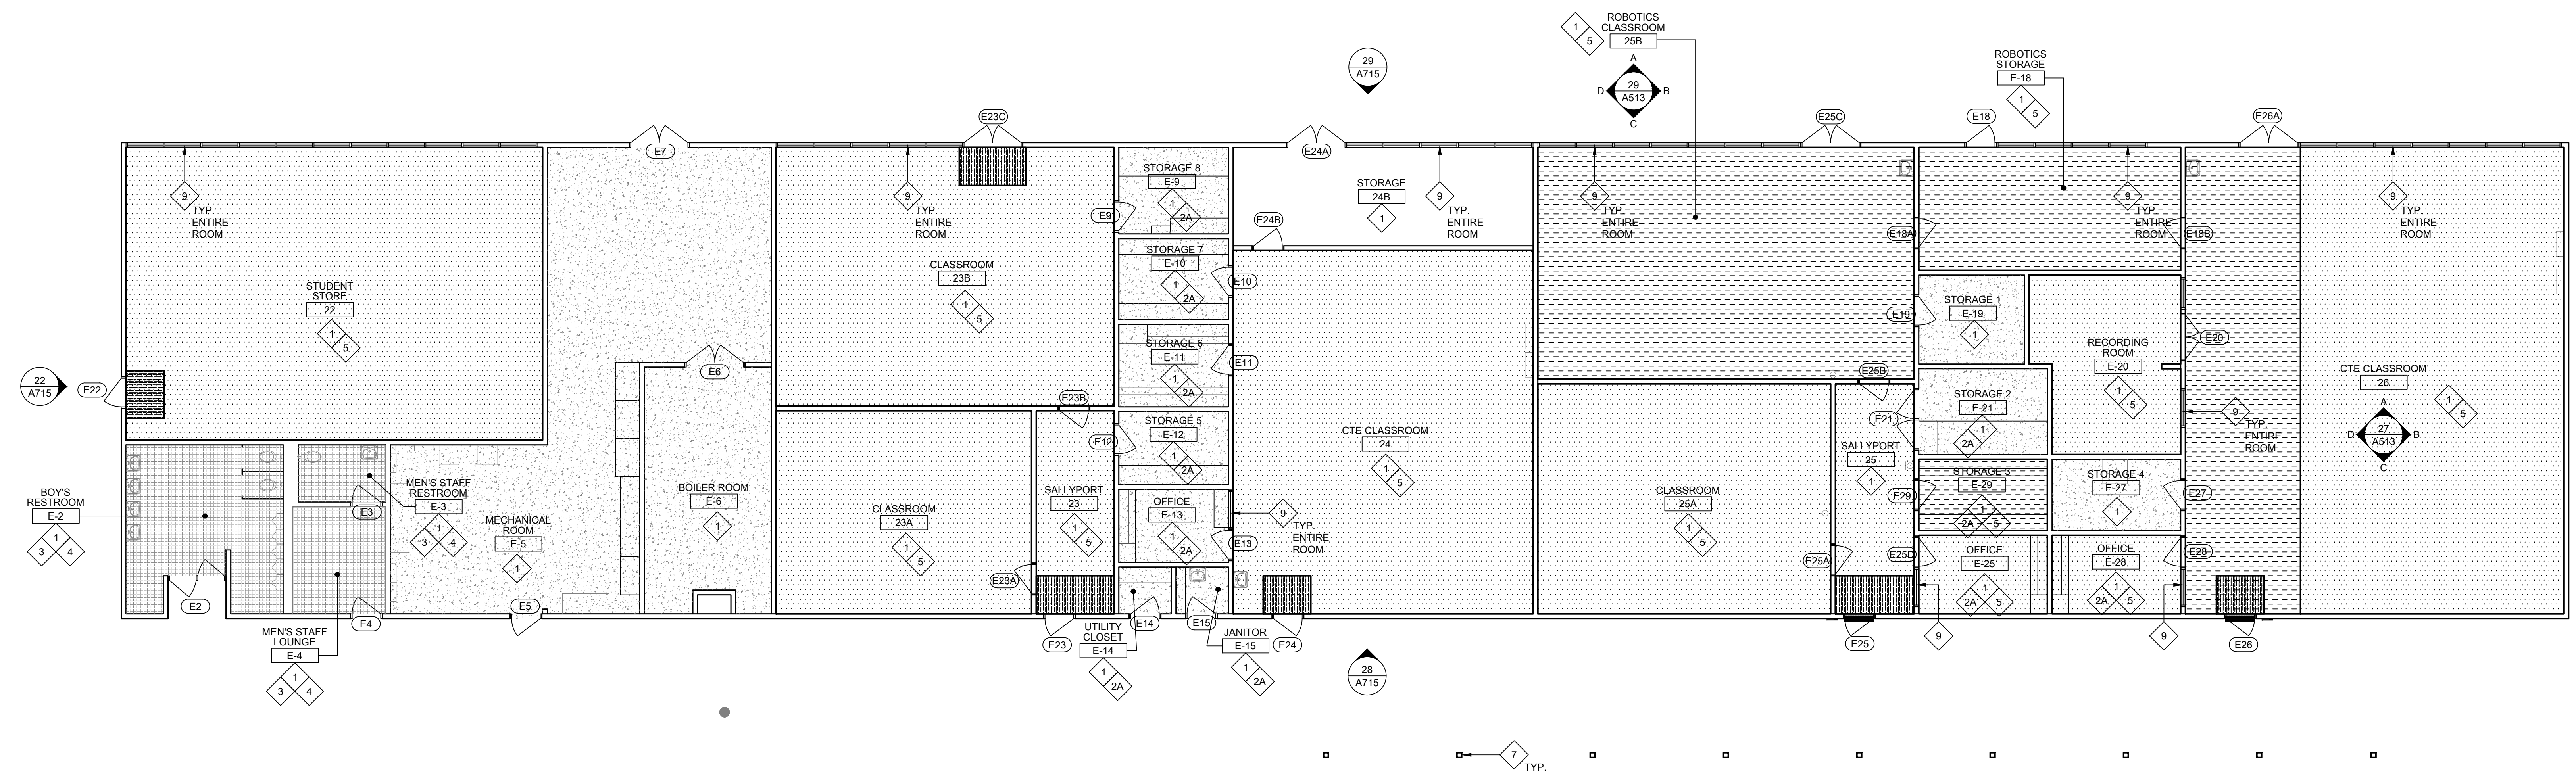 ROBOTICS
CLASSROOM
25B
1
5
29
A715
A
29
A513
D
B
C
ROBOTICS
STORAGE
E-18
1
5
E7
E23C
E24A
E25C
E18
E26A
9
TYP.
ENTIRE
ROOM
9
TYP.
ENTIRE
ROOM
9
TYP.
ENTIRE
ROOM
9
TYP.
ENTIRE
ROOM
9
TYP.
ENTIRE
ROOM
9
TYP.
ENTIRE
ROOM
STORAGE 8
E-9
1
2A
E9
STORAGE
24B
1
E24B
E18A
E18B
STORAGE 7
E-10
1
2A
E10
CLASSROOM
23B
1
5
STUDENT
STORE
22
1
5
STORAGE 1
E-19
1
E19
STORAGE 6
E-11
1
2A
E11
RECORDING
ROOM
E-20
1
5
E20
E6
22
A715
E22
E25B
CTE CLASSROOM
26
1
5
A
27
A513
D
B
C
E23B
STORAGE 5
E-12
1
2A
E12
CTE CLASSROOM
24
1
5
STORAGE 2
E-21
1
2A
E21
9
TYP.
ENTIRE
ROOM
SALLYPORT
25
1
STORAGE 3
E-29
1
2A
5
E29
STORAGE 4
E-27
1
E27
BOY'S
RESTROOM
E-2
1
3
4
MEN'S STAFF
RESTROOM
E-3
1
3
4
E3
MECHANICAL
ROOM
E-5
1
BOILER ROOM
E-6
1
CLASSROOM
23A
1
5
SALLYPORT
23
1
5
OFFICE
E-13
1
2A
E13
9
TYP.
ENTIRE
ROOM
CLASSROOM
25A
1
5
E25A
E25D
OFFICE
E-25
1
2A
5
OFFICE
E-28
1
2A
5
E28
E23A
E2
E4
E5
E23
E14
E15
E24
E25
E26
9
9
MEN'S STAFF
LOUNGE
E-4
1
3
4
UTILITY
CLOSET
E-14
1
2A
JANITOR
E-15
1
2A
28
A715
7
TYP.